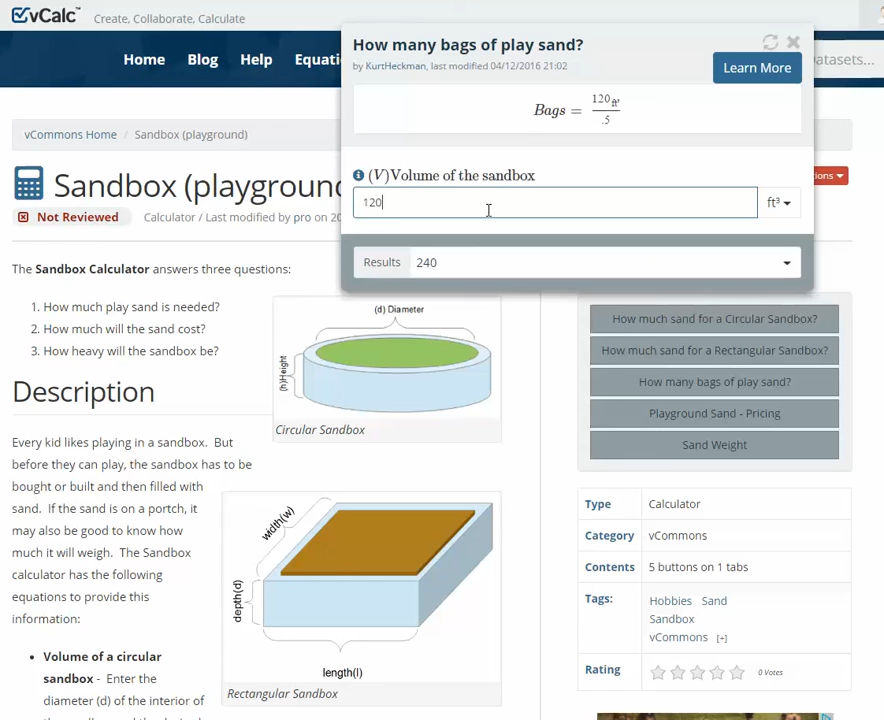 vCalc™ Create, Collaborate, Calculate
Home Blog Help Equati
atasets...
How many bags of play sand?
by KurtHeckman, last modified 04/12/2016 21:02
Learn More
Bags = 120 ft³ / .5
(V)Volume of the sandbox
120
ft³
Results 240
vCommons Home / Sandbox (playground)
Sandbox (playground
ions
Not Reviewed Calculator / Last modified by pro on 20
The Sandbox Calculator answers three questions:
1. How much play sand is needed?
2. How much will the sand cost?
3. How heavy will the sandbox be?
Description
Every kid likes playing in a sandbox. But
before they can play, the sandbox has to be
bought or built and then filled with
sand. If the sand is on a portch, it
may also be good to know how
much it will weigh. The Sandbox
calculator has the following
equations to provide this
information:
• Volume of a circular
sandbox - Enter the
diameter (d) of the interior of
(d) Diameter
(h)Height
Circular Sandbox
width(w)
depth(d)
length(l)
Rectangular Sandbox
How much sand for a Circular Sandbox?
How much sand for a Rectangular Sandbox?
How many bags of play sand?
Playground Sand - Pricing
Sand Weight
Type Calculator
Category vCommons
Contents 5 buttons on 1 tabs
Tags: Hobbies Sand
Sandbox
vCommons [+]
Rating 0 Votes